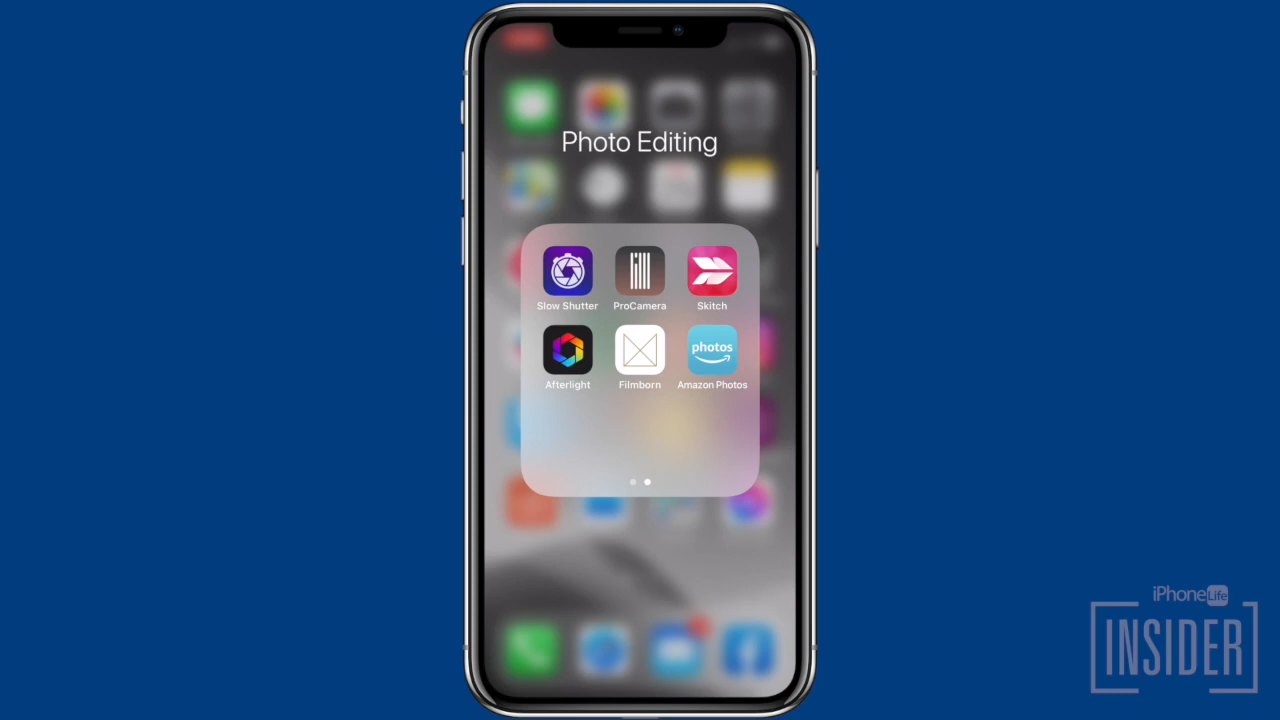 Photo Editing
Slow Shutter ProCamera Skitch
photos
Afterlight Filmborn Amazon Photos
iPhone Life
INSIDER